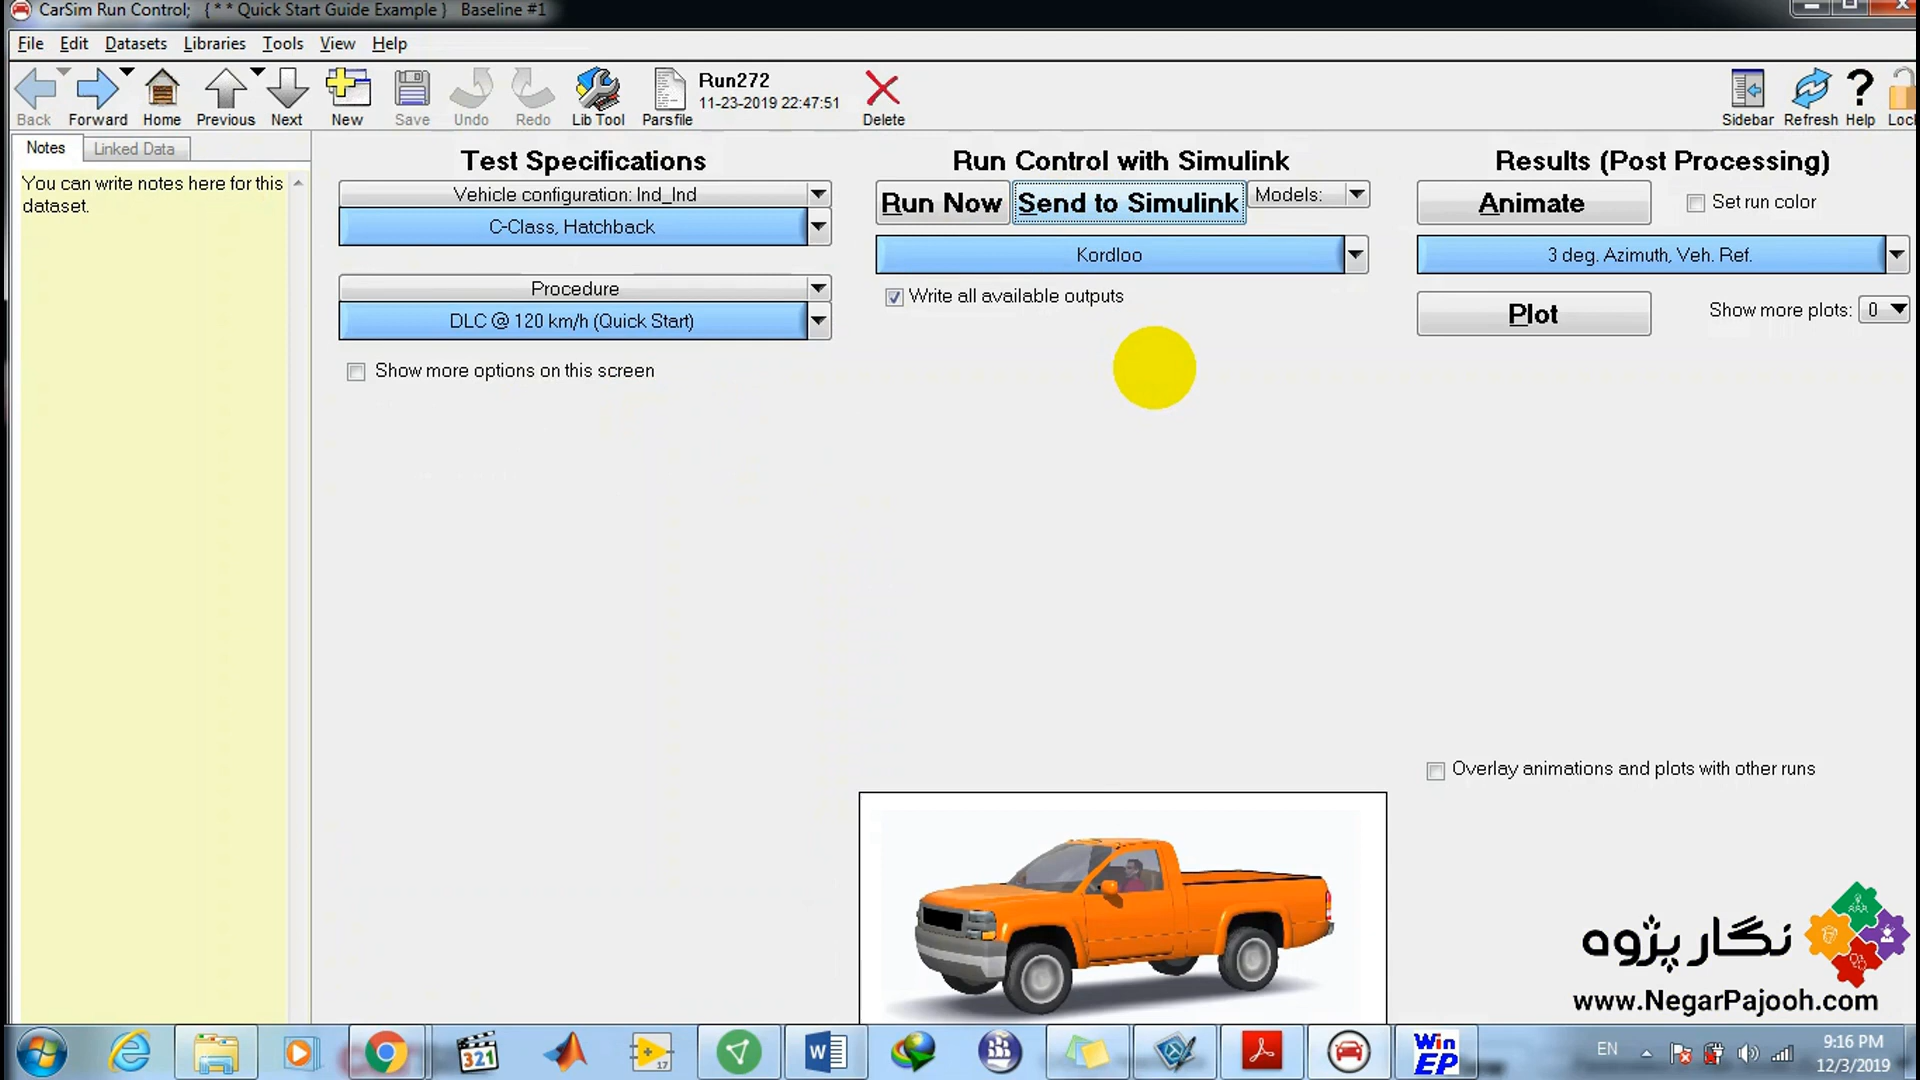 CarSim Run Control; { * * Quick Start Guide Example } Baseline #1
File Edit Datasets Libraries Tools View Help
Back Forward Home Previous Next New Save Undo Redo Lib Tool Parsfile
Run272
11-23-2019 22:47:51
Delete
Sidebar Refresh Help Loc
Notes Linked Data
You can write notes here for this
dataset.
Test Specifications
Vehicle configuration: Ind_Ind
C-Class, Hatchback
Procedure
DLC @ 120 km/h (Quick Start)
Show more options on this screen
Run Control with Simulink
Run Now Send to Simulink Models:
Kordloo
Write all available outputs
Results (Post Processing)
Animate Set run color
3 deg. Azimuth, Veh. Ref.
Plot Show more plots: 0
Overlay animations and plots with other runs
نگار پژوه
www.NegarPajooh.com
321
17
W
Win
EP
EN
9:16 PM
12/3/2019